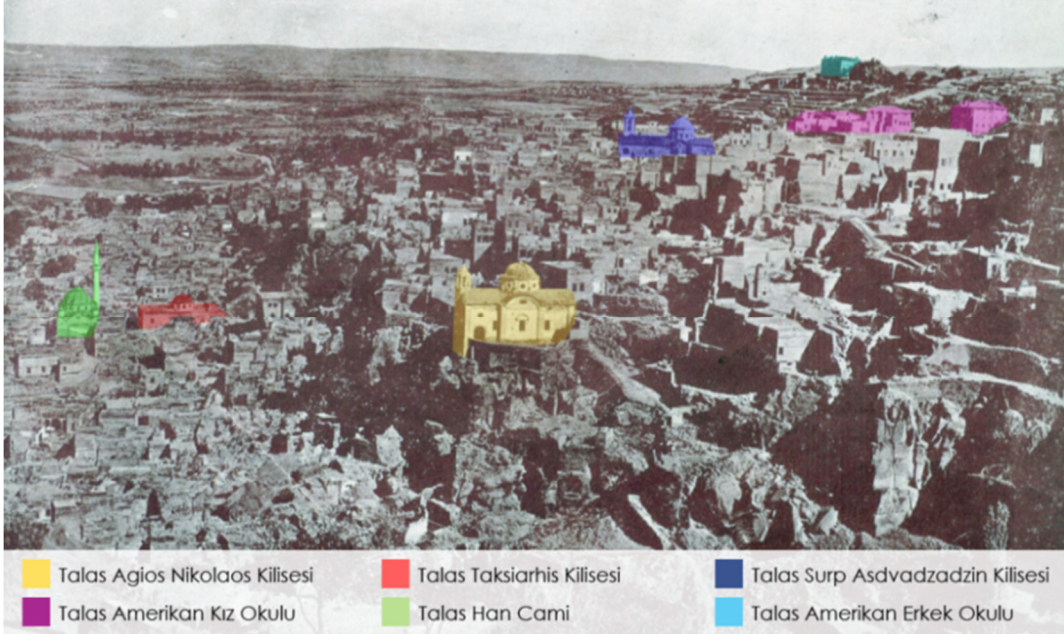 Talas Agios Nikolaos Kilisesi
Talas Taksiarhis Kilisesi
Talas Surp Asdvadzadzin Kilisesi
Talas Amerikan Kız Okulu
Talas Han Cami
Talas Amerikan Erkek Okulu